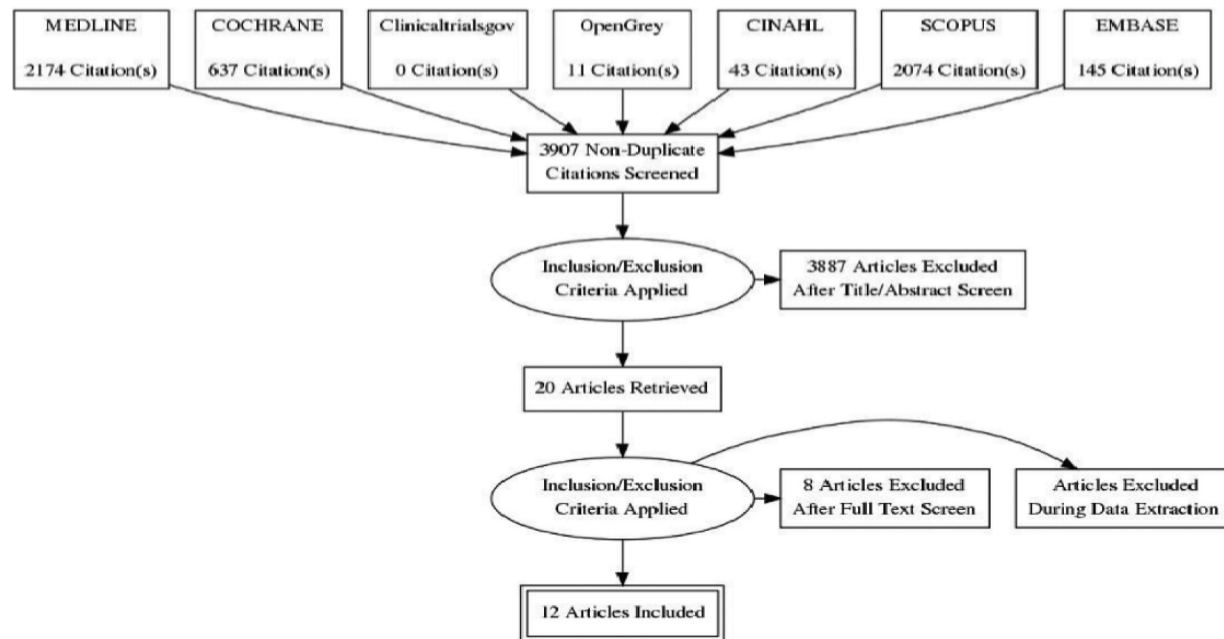 MEDLINE
2174 Citation(s)
COCHRANE
637 Citation(s)
Clinicaltrialsgov
0 Citation(s)
OpenGrey
11 Citation(s)
CINAHL
43 Citation(s)
SCOPUS
2074 Citation(s)
EMBASE
145 Citation(s)
3907 Non-Duplicate
Citations Screened
Inclusion/Exclusion
Criteria Applied
3887 Articles Excluded
After Title/Abstract Screen
20 Articles Retrieved
Inclusion/Exclusion
Criteria Applied
8 Articles Excluded
After Full Text Screen
Articles Excluded
During Data Extraction
12 Articles Included